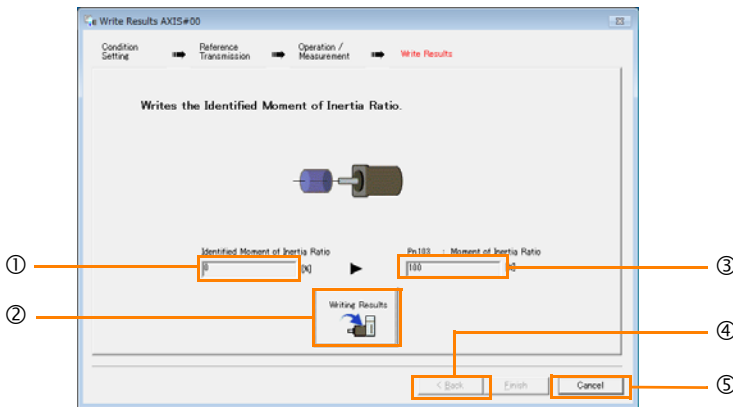 Write Results AXIS#00
Condition Setting
Reference Transmission
Operation / Measurement
Write Results
Writes the Identified Moment of Inertia Ratio.
Identified Moment of Inertia Ratio
Pn103 : Moment of Inertia Ratio
① 0 [%]
100 [%] ③
② Writing Results
④
< Back Finish Cancel ⑤